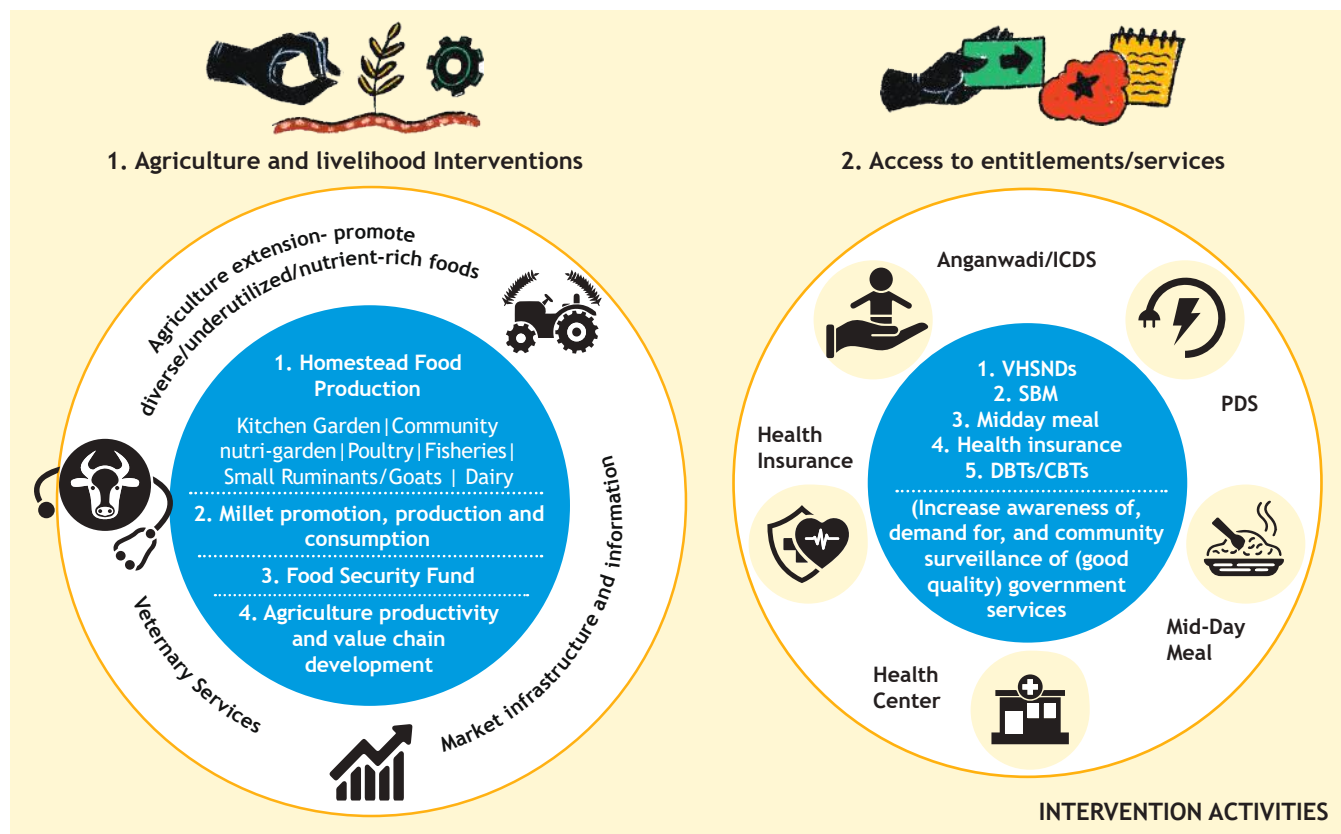 1. Agriculture and livelihood Interventions
Agriculture extension- promote
diverse/underutilized/nutrient-rich foods
1. Homestead Food
Production
Kitchen Garden|Community
nutri-garden|Poultry|Fisheries|
Small Ruminants/Goats | Dairy
2. Millet promotion, production and
consumption
3. Food Security Fund
4. Agriculture productivity
and value chain
development
Veternary Services
Market infrastructure and information
2. Access to entitlements/services
Anganwadi/ICDS
PDS
Health
Insurance
1. VHSNDs
2. SBM
3. Midday meal
4. Health insurance
5. DBTs/CBTs
(Increase awareness of,
demand for, and community
surveillance of (good
quality) government
services
Mid-Day
Meal
Health
Center
INTERVENTION ACTIVITIES